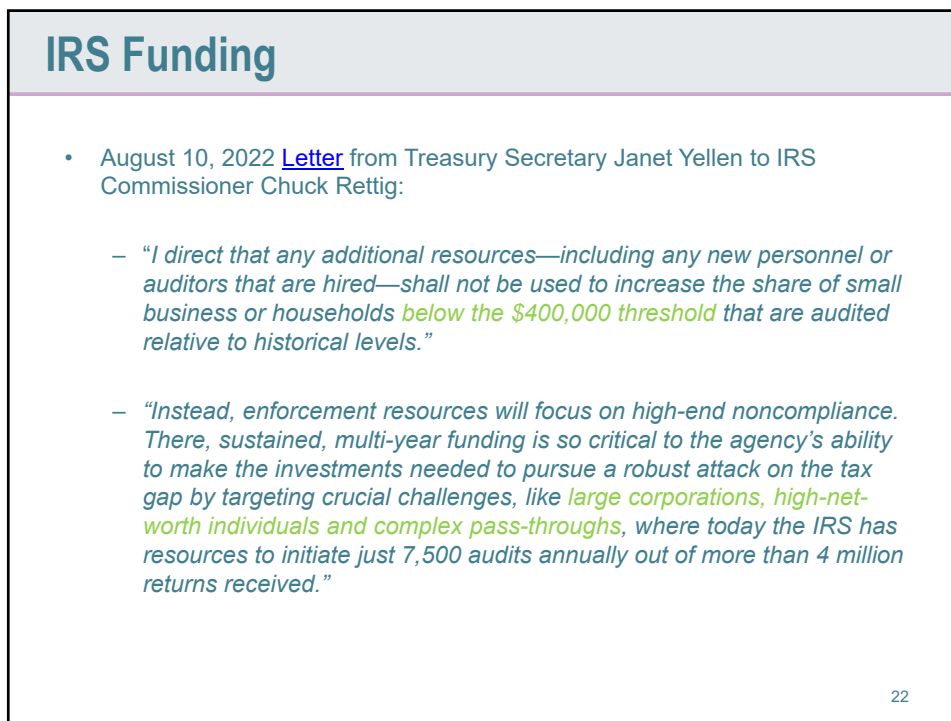 IRS Funding
• August 10, 2022 Letter from Treasury Secretary Janet Yellen to IRS
Commissioner Chuck Rettig:
– “I direct that any additional resources—including any new personnel or
auditors that are hired—shall not be used to increase the share of small
business or households below the $400,000 threshold that are audited
relative to historical levels.”
– “Instead, enforcement resources will focus on high-end noncompliance.
There, sustained, multi-year funding is so critical to the agency’s ability
to make the investments needed to pursue a robust attack on the tax
gap by targeting crucial challenges, like large corporations, high-net-
worth individuals and complex pass-throughs, where today the IRS has
resources to initiate just 7,500 audits annually out of more than 4 million
returns received.”
22